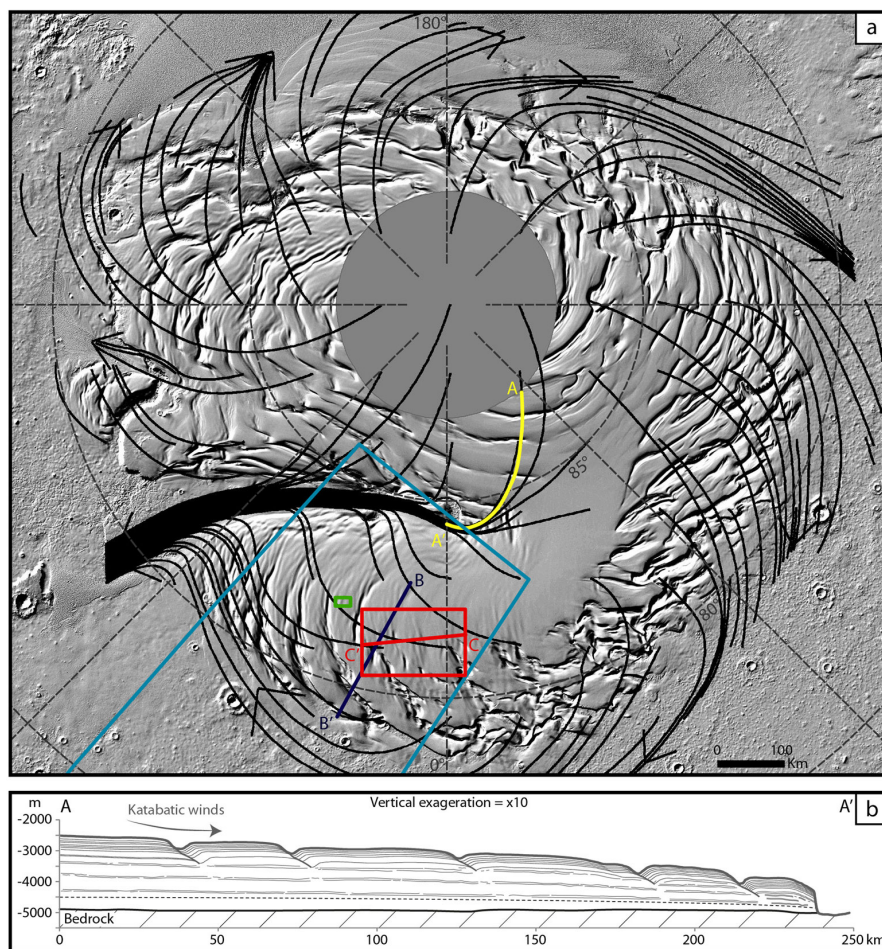 180°
a
A
85°
A'
B
80°
C'
C
B'
0°
0 100
Km
m A Vertical exageration = x10 A' b
Katabatic winds
-2000
-3000
-4000
-5000
Bedrock
0 50 100 150 200 250 km